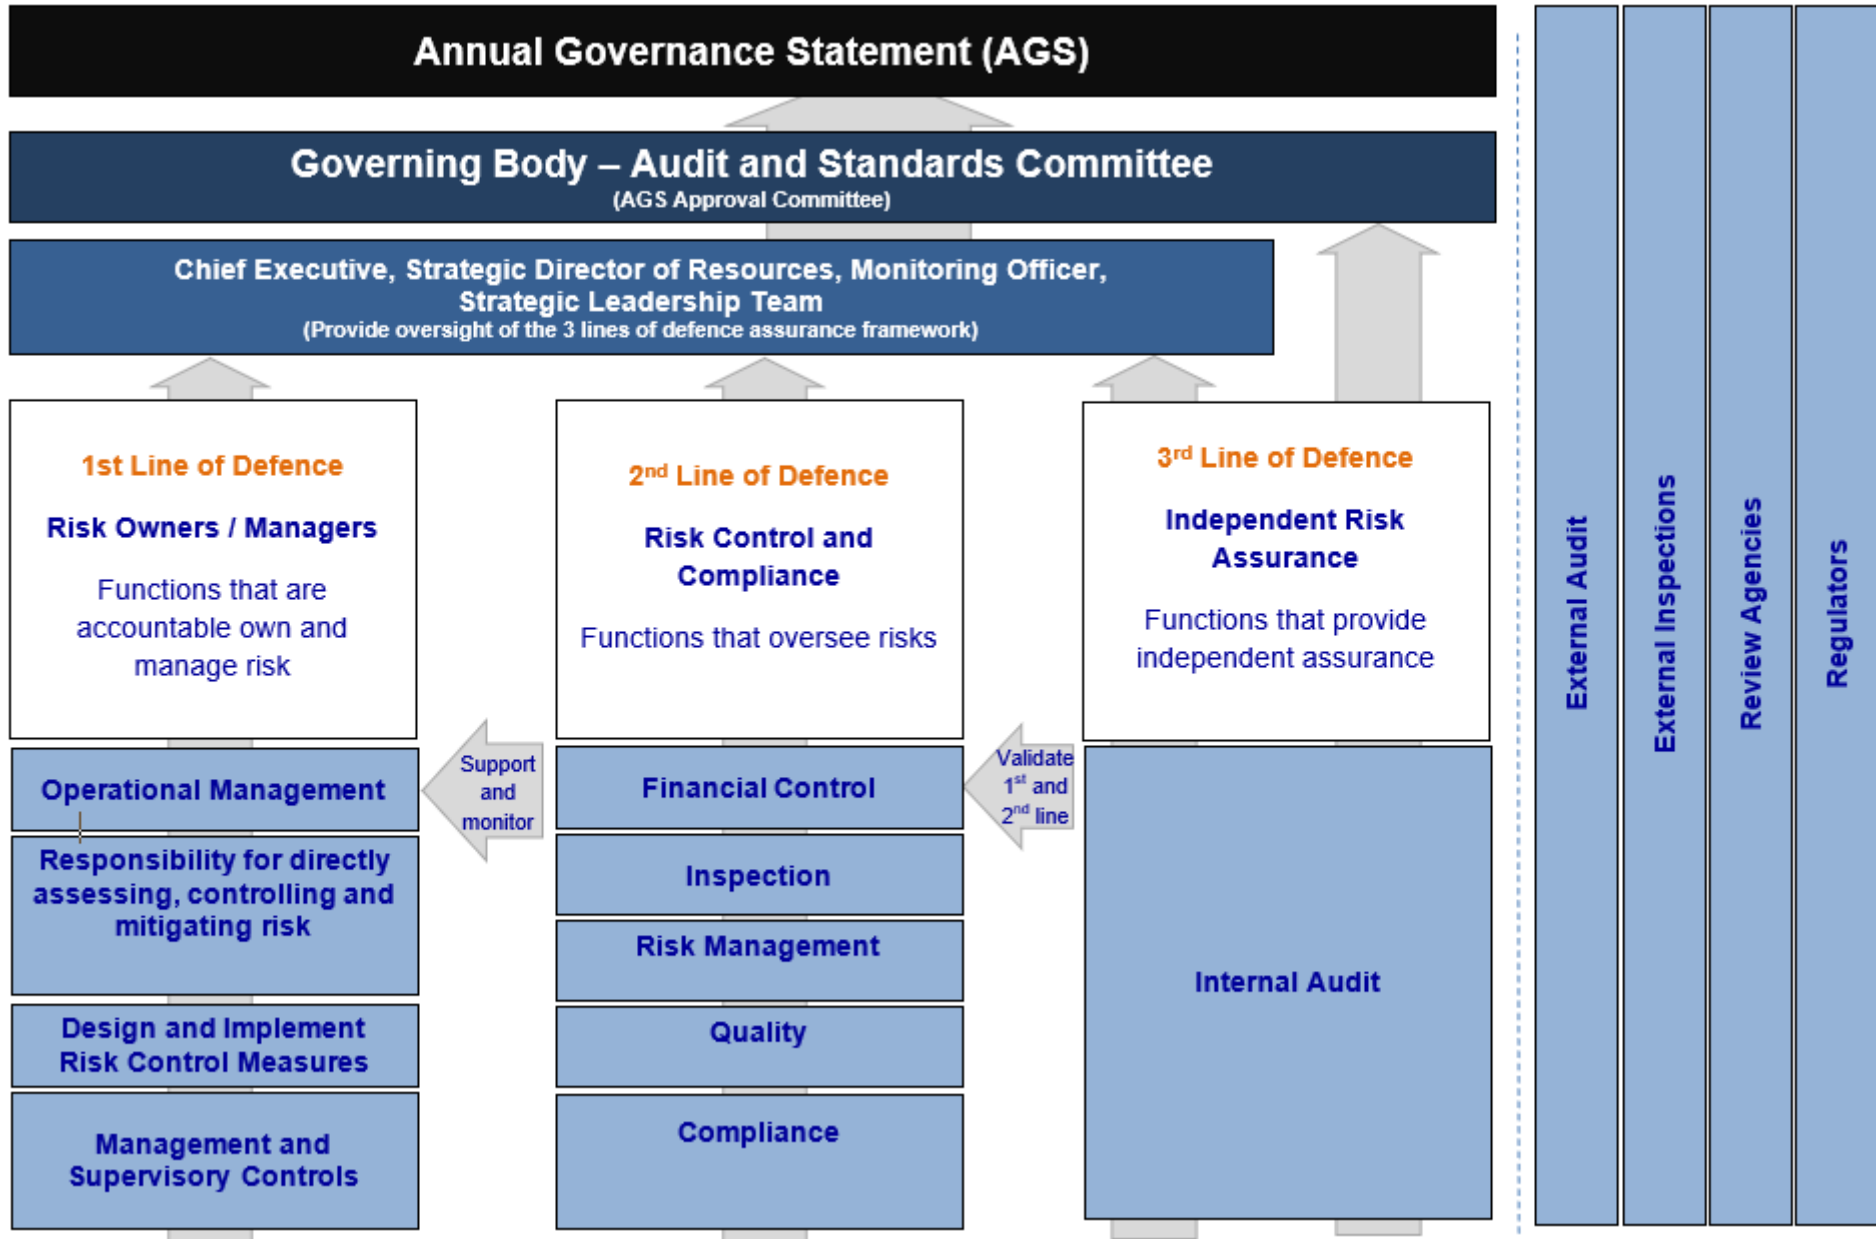 Annual Governance Statement (AGS)
Governing Body – Audit and Standards Committee
(AGS Approval Committee)
Chief Executive, Strategic Director of Resources, Monitoring Officer,
Strategic Leadership Team
(Provide oversight of the 3 lines of defence assurance framework)
1st Line of Defence
Risk Owners / Managers
Functions that are
accountable own and
manage risk
Operational Management
Responsibility for directly
assessing, controlling and
mitigating risk
Design and Implement
Risk Control Measures
Management and
Supervisory Controls
Support
and
monitor
2nd Line of Defence
Risk Control and
Compliance
Functions that oversee risks
Financial Control
Inspection
Risk Management
Quality
Compliance
Validate
1st and
2nd line
3rd Line of Defence
Independent Risk
Assurance
Functions that provide
independent assurance
Internal Audit
External Audit
External Inspections
Review Agencies
Regulators